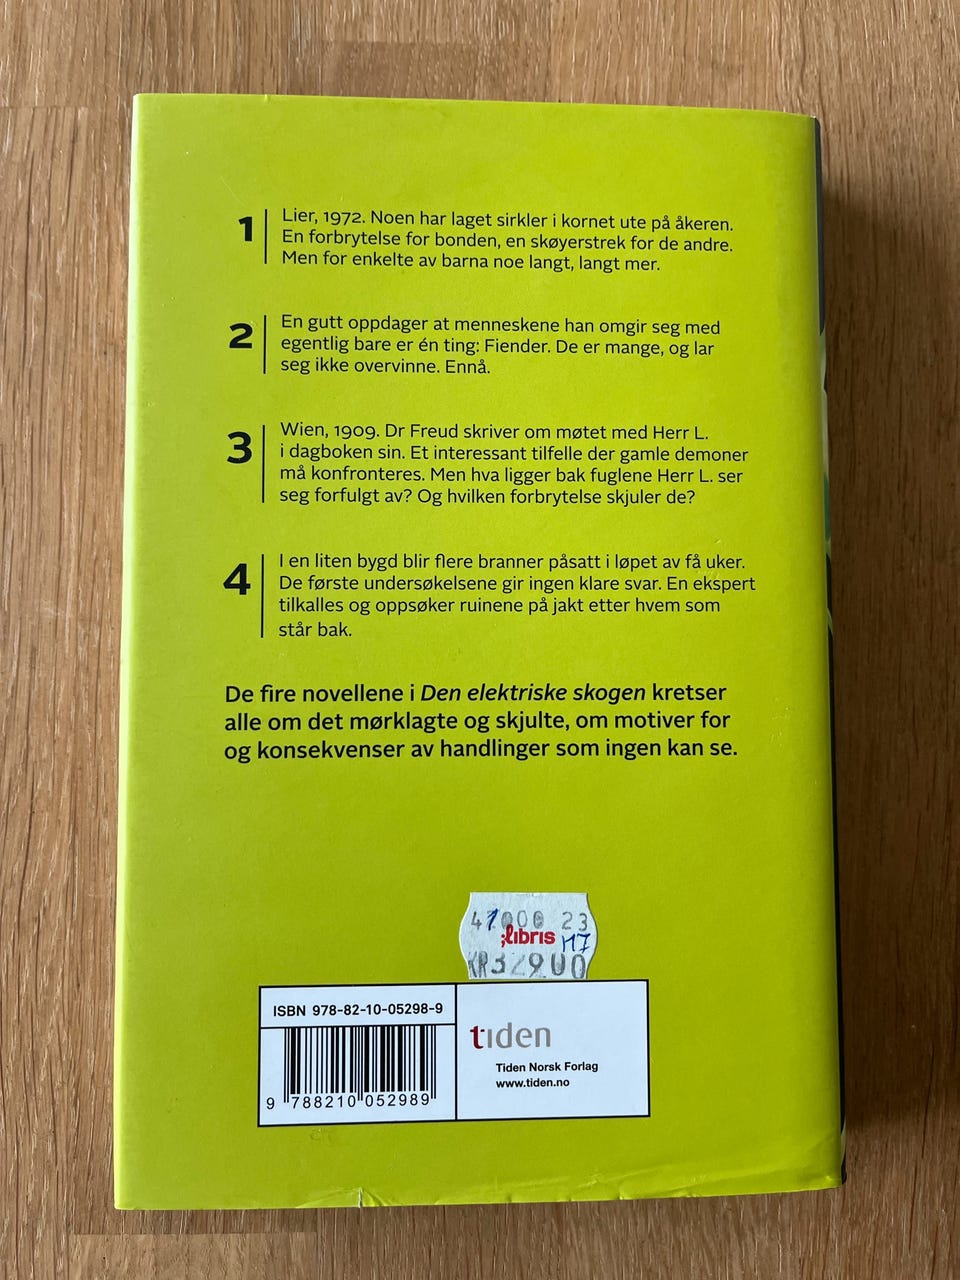 1
Lier, 1972. Noen har laget sirkler i kornet ute på åkeren.
En forbrytelse for bonden, en skøyerstrek for de andre.
Men for enkelte av barna noe langt, langt mer.
2
En gutt oppdager at menneskene han omgir seg med
egentlig bare er én ting: Fiender. De er mange, og lar
seg ikke overvinne. Ennå.
3
Wien, 1909. Dr Freud skriver om møtet med Herr L.
i dagboken sin. Et interessant tilfelle der gamle demoner
må konfronteres. Men hva ligger bak fuglene Herr L. ser
seg forfulgt av? Og hvilken forbrytelse skjuler de?
4
I en liten bygd blir flere branner påsatt i løpet av få uker.
De første undersøkelsene gir ingen klare svar. En ekspert
tilkalles og oppsøker ruinene på jakt etter hvem som
står bak.
De fire novellene i Den elektriske skogen kretser
alle om det mørklagte og skjulte, om motiver for
og konsekvenser av handlinger som ingen kan se.
23
libris
KR 32900
ISBN 978-82-10-05298-9
9 788210 052989
tiden
Tiden Norsk Forlag
www.tiden.no